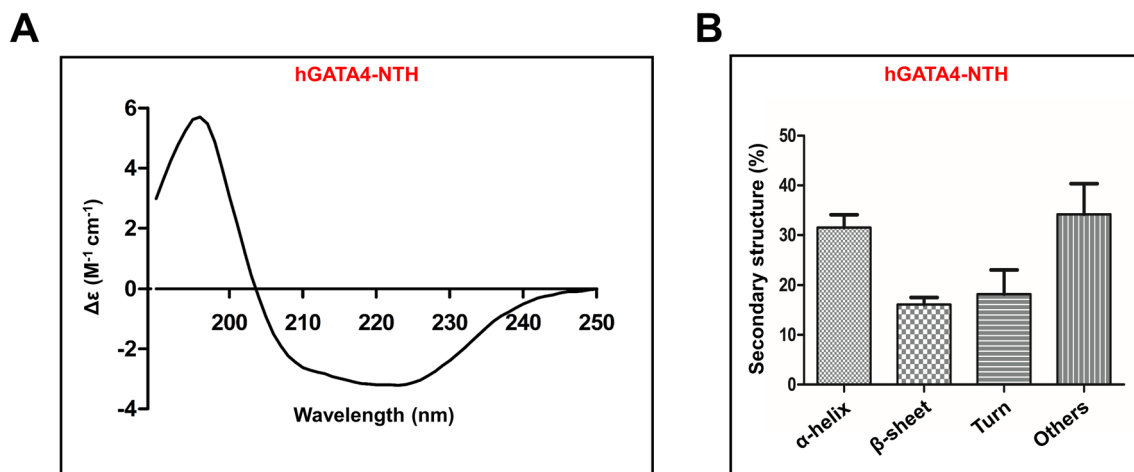 A
hGATA4-NTH
6
4
2
0
-2
-4
Δε (M⁻¹ cm⁻¹)
200 210 220 230 240 250
Wavelength (nm)
B
hGATA4-NTH
50
40
30
20
10
0
Secondary structure (%)
α-helix
β-sheet
Turn
Others